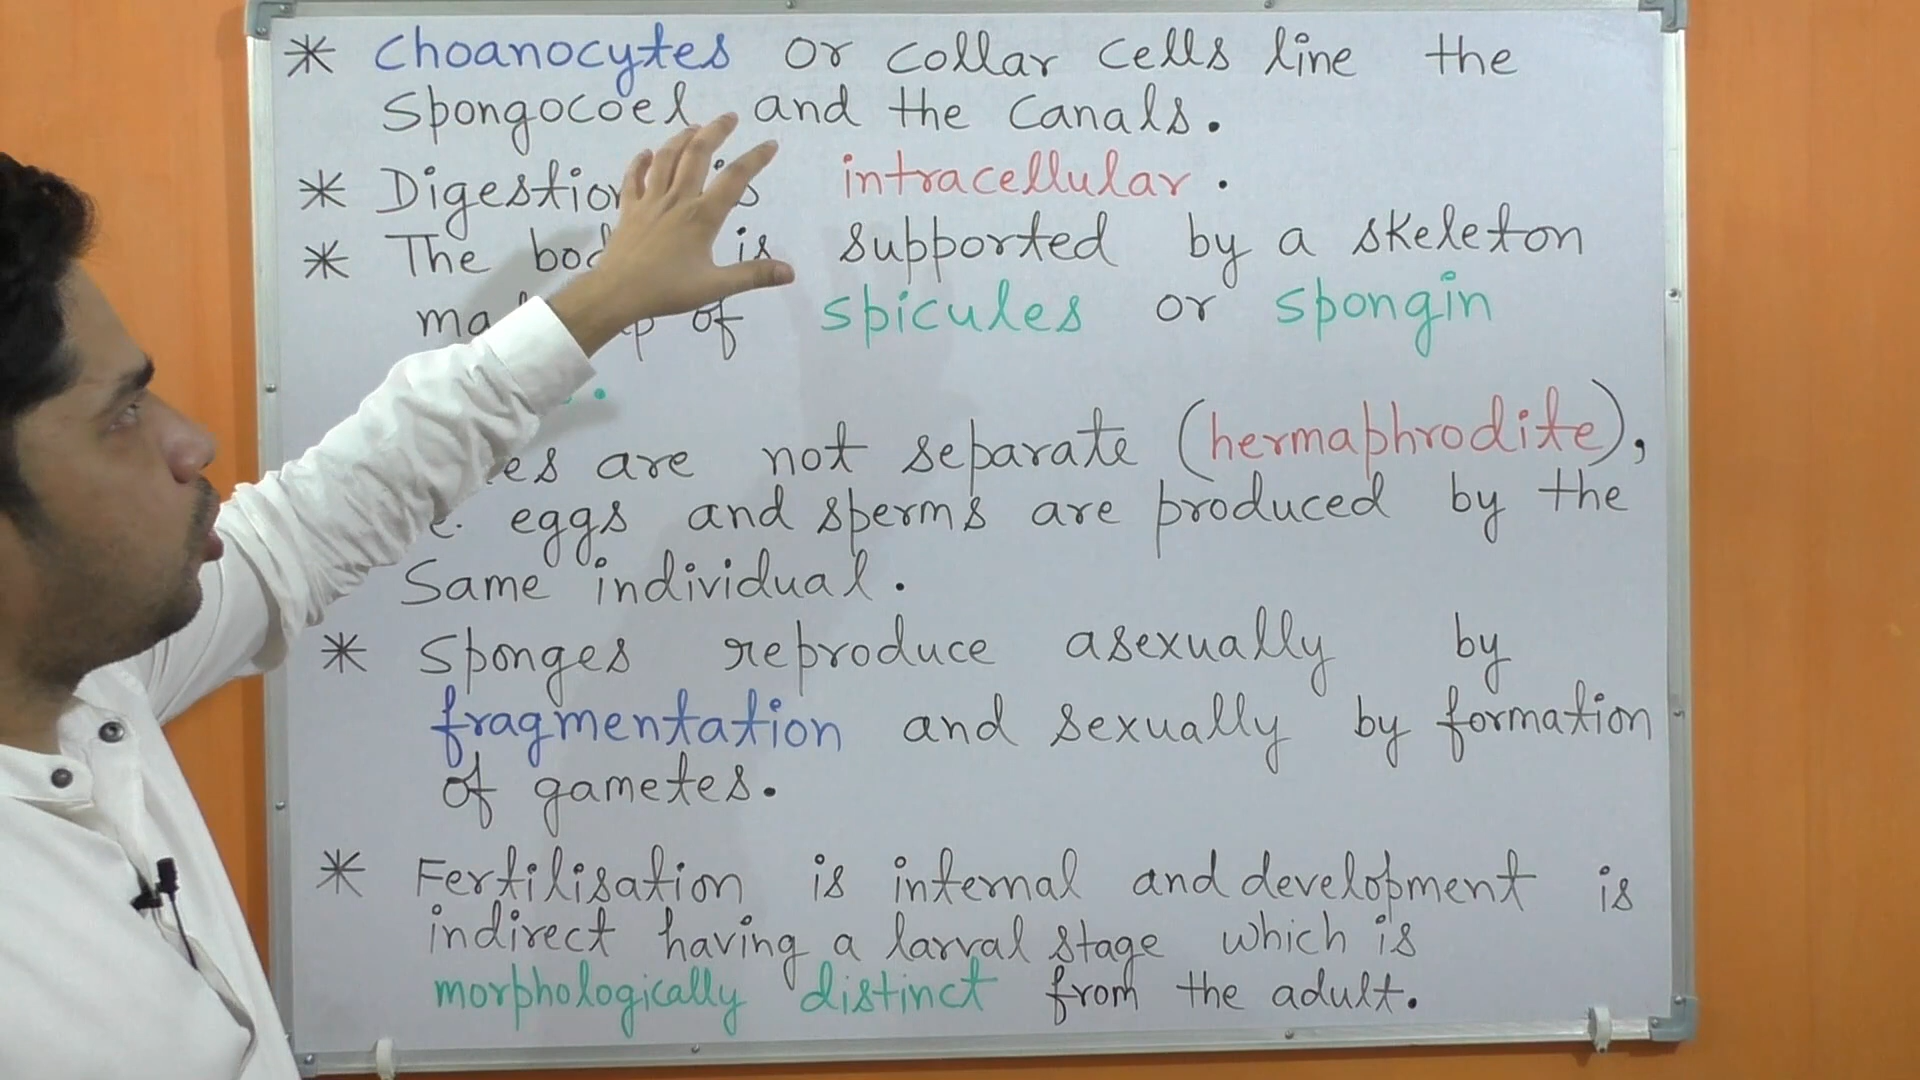 * Choanocytes or collar cells line the
Spongocoel and the canals.
* Digestion is intracellular.
* The is supported by a skeleton
of spicules or spongin
are not separate (hermaphrodite),
eggs and sperms are produced by the
Same individual.
* Sponges reproduce asexually by
fragmentation and sexually by formation
of gametes.
* Fertilisation is internal and development is
indirect having a larval stage which is
morphologically distinct from the adult.